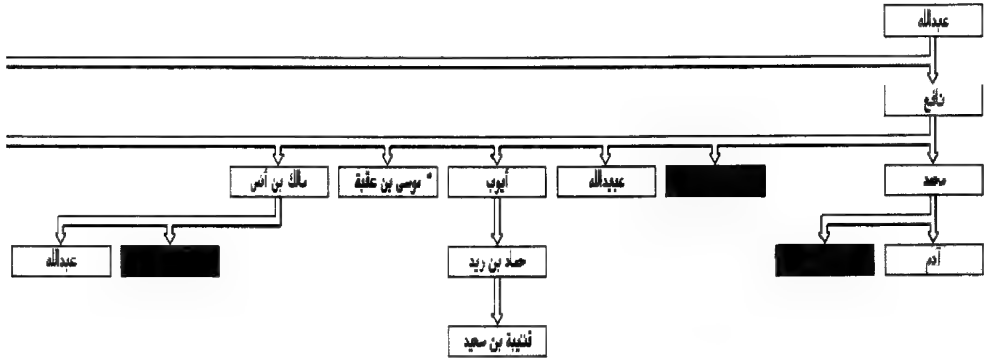 عبدالله
نافع
محمد
عبيدالله
أيوب
* موسى بن عقبة
مالك بن أنس
آدم
حماد بن زيد
عبدالله
قتيبة بن سعيد